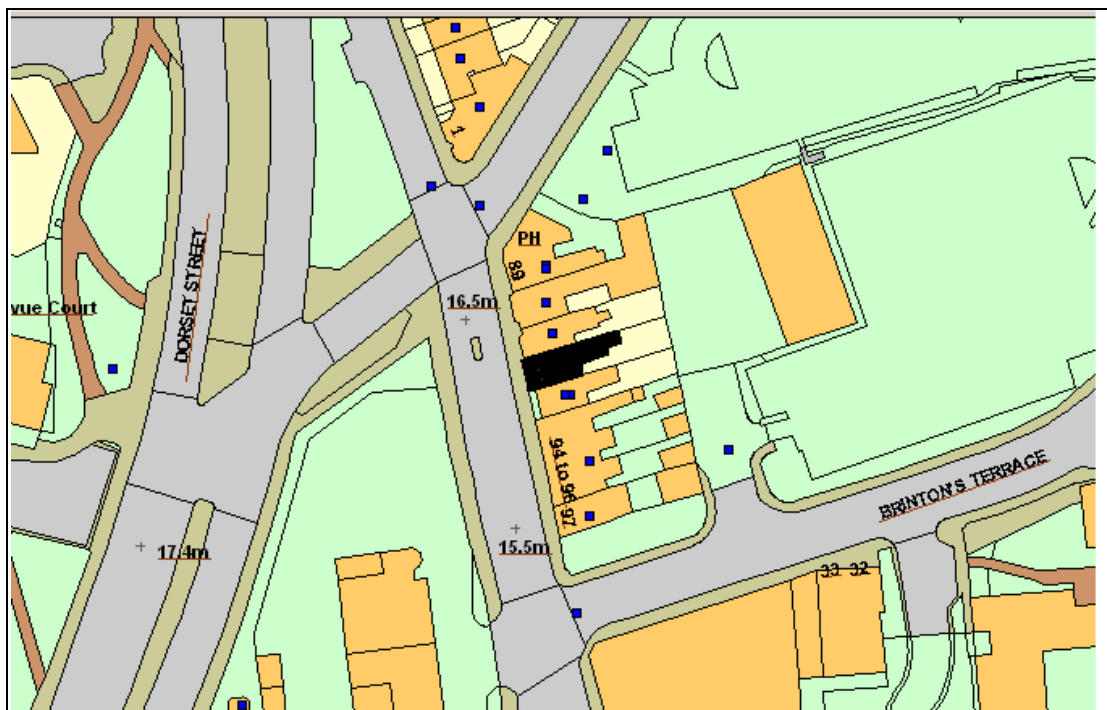 1
PH
89
16.5m
DORSET STREET
vue Court
94 to 96
97
BRINTON'S TERRACE
15.5m
17.4m
33 32